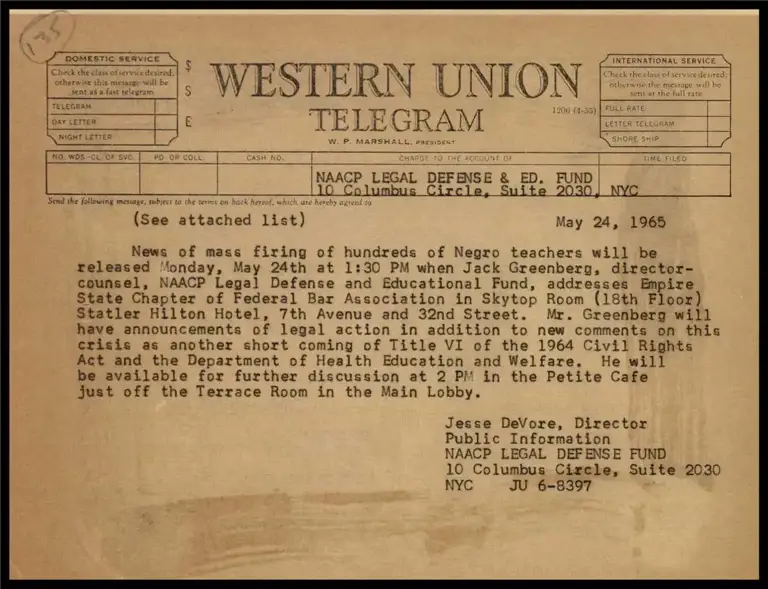 135
DOMESTIC SERVICE
Check the class of service desired;
otherwise this message will be
sent as a fast telegram
TELEGRAM
DAY LETTER
NIGHT LETTER
$
S
E
WESTERN UNION
TELEGRAM
1206 (4-55)
W. P. MARSHALL, PRESIDENT
INTERNATIONAL SERVICE
Check the class of service desired;
otherwise the message will be
sent at the full rate
FULL RATE
LETTER TELEGRAM
SHORE SHIP
NO. WDS.-CL. OF SVC. PD. OR COLL. CASH NO. CHARGE TO THE ACCOUNT OF TIME FILED
NAACP LEGAL DEFENSE & ED. FUND
10 Columbus Circle, Suite 2030, NYC
Send the following message, subject to the terms on back hereof, which are hereby agreed to
(See attached list) May 24, 1965
News of mass firing of hundreds of Negro teachers will be
released Monday, May 24th at 1:30 PM when Jack Greenberg, director-
counsel, NAACP Legal Defense and Educational Fund, addresses Empire
State Chapter of Federal Bar Association in Skytop Room (18th Floor)
Statler Hilton Hotel, 7th Avenue and 32nd Street. Mr. Greenberg will
have announcements of legal action in addition to new comments on this
crisis as another short coming of Title VI of the 1964 Civil Rights
Act and the Department of Health Education and Welfare. He will
be available for further discussion at 2 PM in the Petite Cafe
just off the Terrace Room in the Main Lobby.
Jesse DeVore, Director
Public Information
NAACP LEGAL DEFENSE FUND
10 Columbus Circle, Suite 2030
NYC JU 6-8397